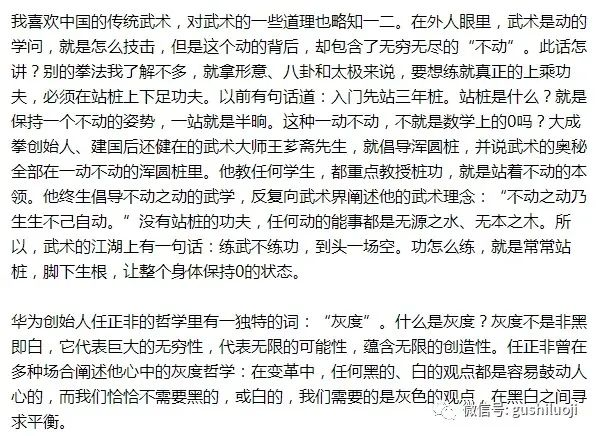 我喜欢中国的传统武术，对武术的一些道理也略知一二。在外人眼里，武术是动的
学问，就是怎么技击，但是这个动的背后，却包含了无穷无尽的“不动”。此话怎
讲？别的拳法我了解不多，就拿形意、八卦和太极来说，要想练就真正的上乘功
夫，必须在站桩上下足功夫。以前有句话道：入门先站三年桩。站桩是什么？就是
保持一个不动的姿势，一站就是半晌。这种一动不动，不就是数学上的0吗？大成
拳创始人、建国后还健在的武术大师王芗斋先生，就倡导浑圆桩，并说武术的奥秘
全部在一动不动的浑圆桩里。他教任何学生，都重点教授桩功，就是站着不动的本
领。他终生倡导不动之动的武学，反复向武术界阐述他的武术理念：“不动之动乃
生生不己自动。”没有站桩的功夫，任何动的能事都是无源之水、无本之木。所
以，武术的江湖上有一句话：练武不练功，到头一场空。功怎么练，就是常常站
桩，脚下生根，让整个身体保持0的状态。
华为创始人任正非的哲学里有一独特的词：“灰度”。什么是灰度？灰度不是非黑
即白，它代表巨大的无穷性，代表无限的可能性，蕴含无限的创造性。任正非曾在
多种场合阐述他心中的灰度哲学：在变革中，任何黑的、白的观点都是容易鼓动人
心的，而我们恰恰不需要黑的，或白的，我们需要的是灰色的观点，在黑白之间寻
求平衡。
微信号: gushiluoji